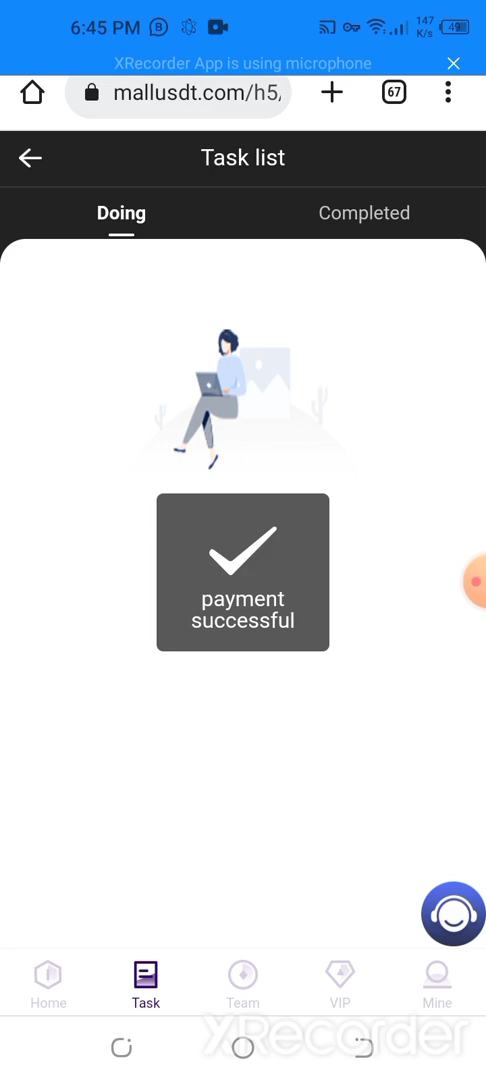 6:45 PM
147
K/s
49
XRecorder App is using microphone
mallusdt.com/h5/
67
Task list
Doing
Completed
payment
successful
Home
Task
Team
VIP
Mine
XRecorder